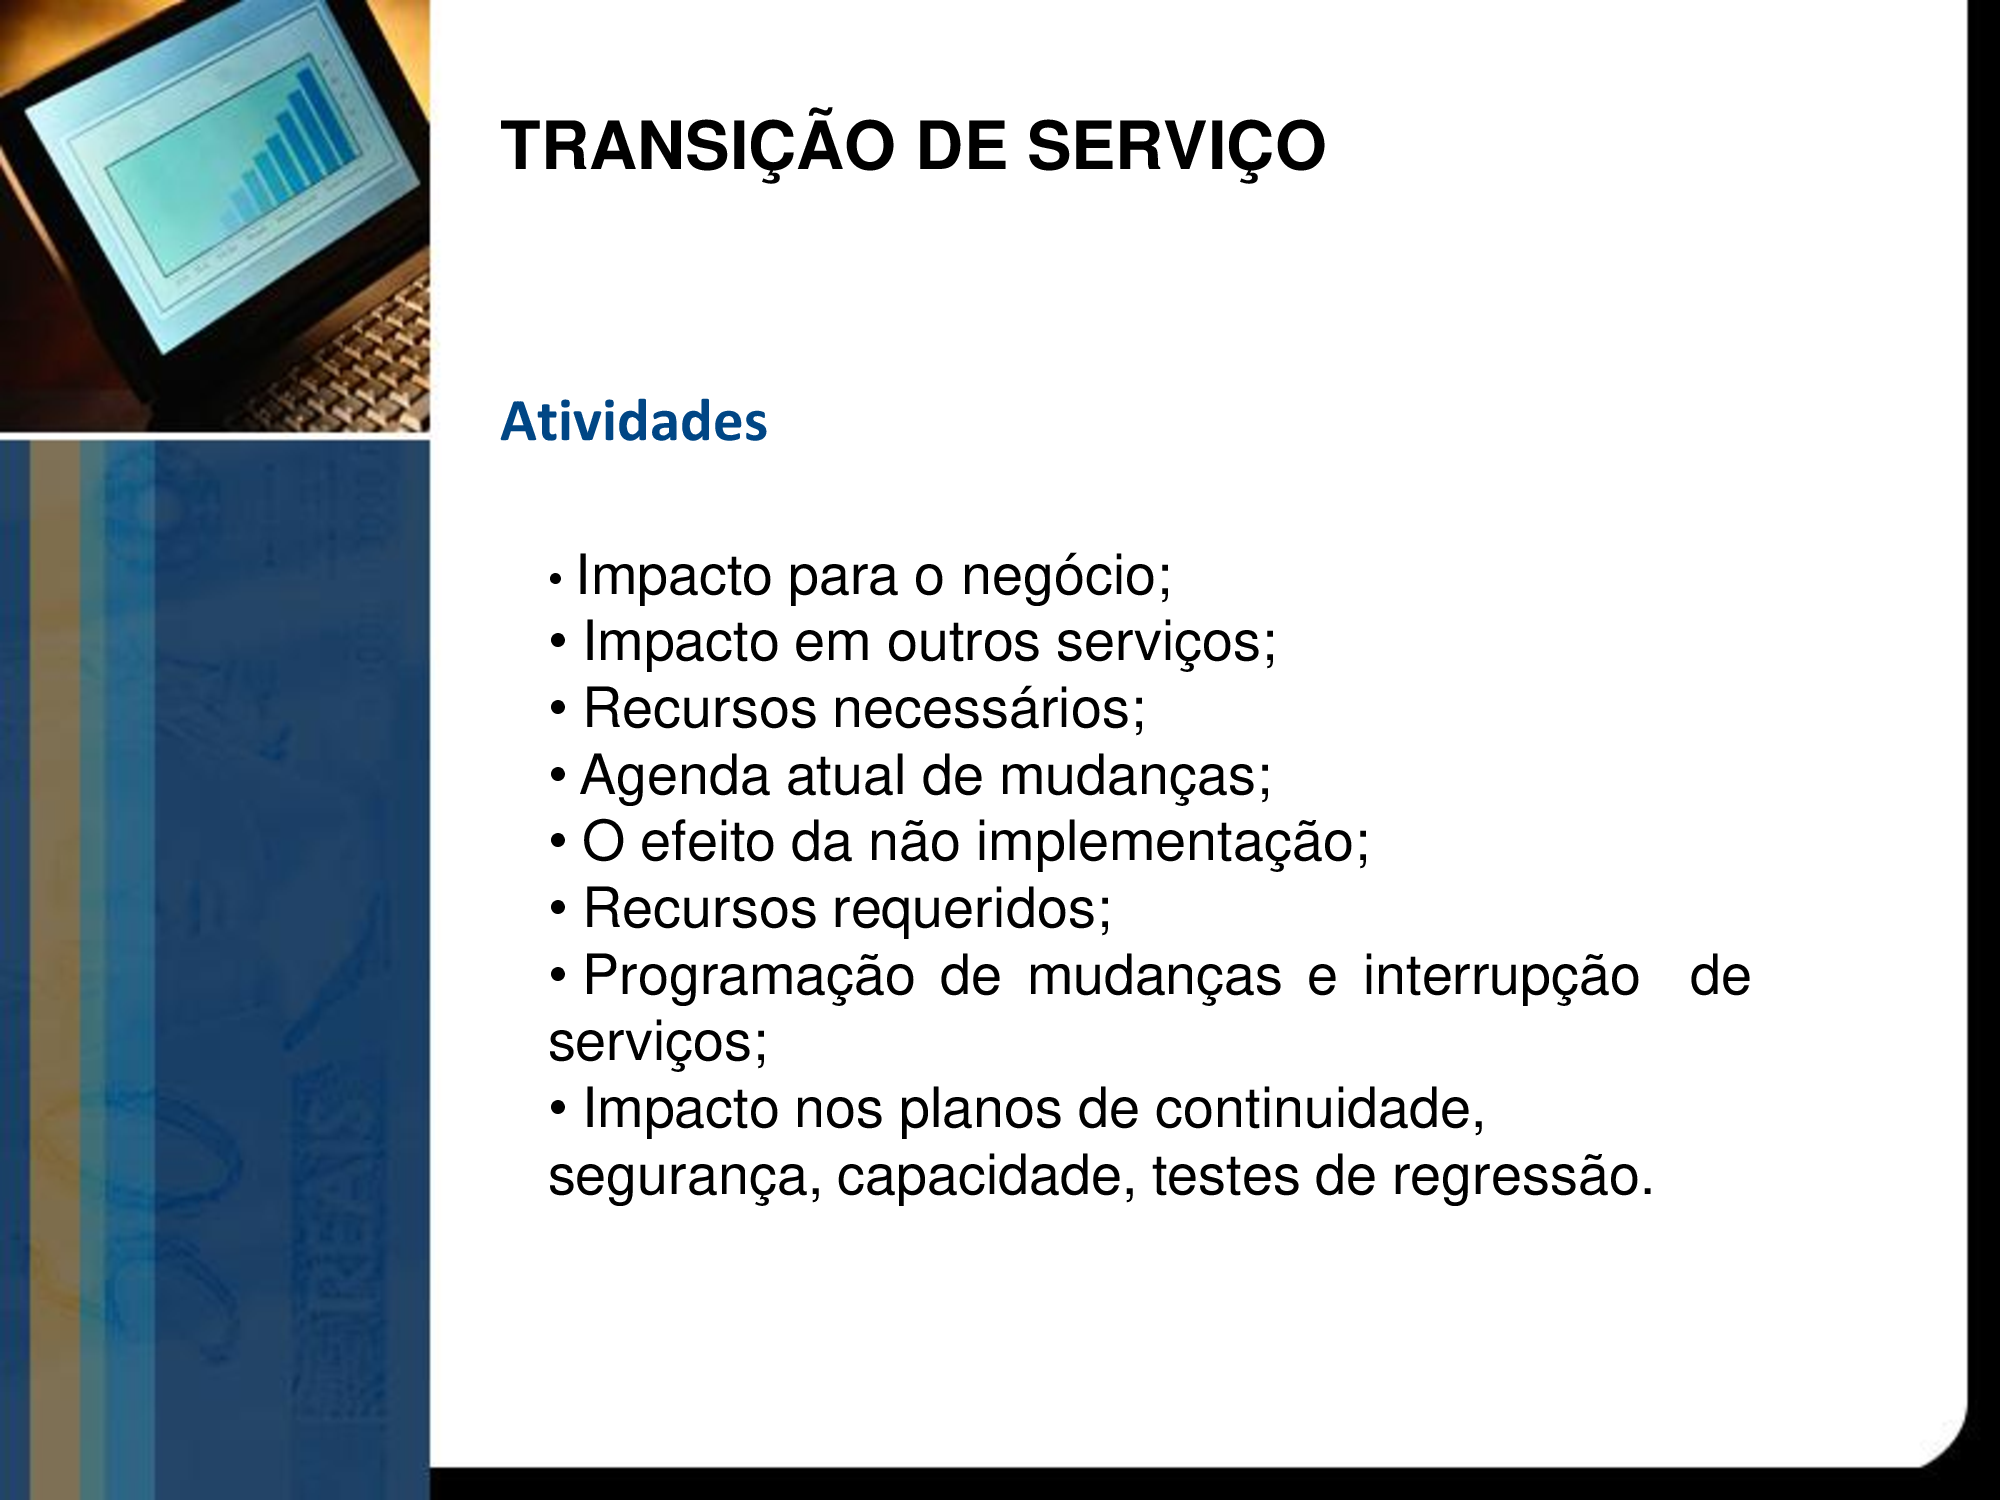 TRANSIÇÃO DE SERVIÇO
Atividades
• Impacto para o negócio;
• Impacto em outros serviços;
• Recursos necessários;
• Agenda atual de mudanças;
• O efeito da não implementação;
• Recursos requeridos;
• Programação de mudanças e interrupção de
serviços;
• Impacto nos planos de continuidade,
segurança, capacidade, testes de regressão.
REAIS